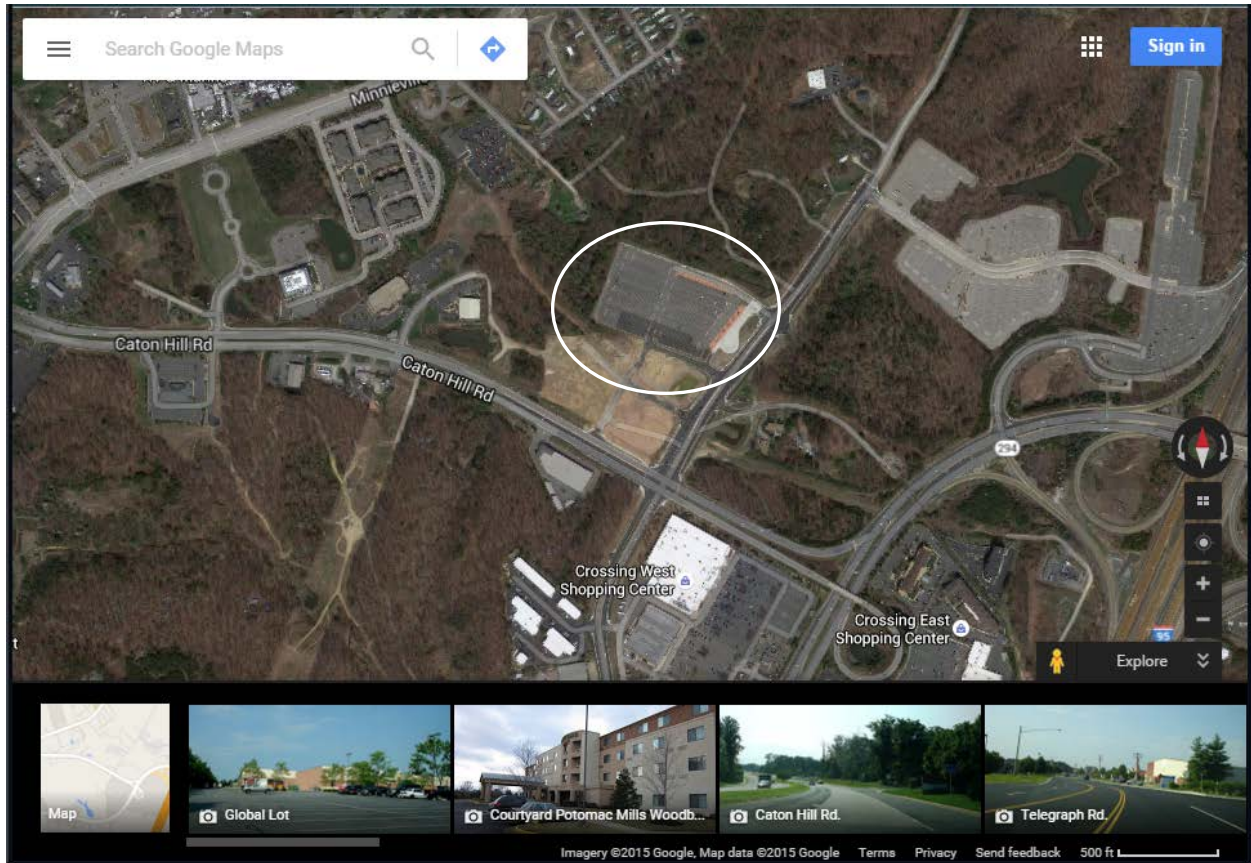 Search Google Maps
Sign in
Minnievil
Caton Hill Rd
Caton Hill Rd
294
Crossing West
Shopping Center
Crossing East
Shopping Center
95
t
Explore
Map
Global Lot
Courtyard Potomac Mills Woodb...
Caton Hill Rd.
Telegraph Rd.
Imagery ©2015 Google, Map data ©2015 Google Terms Privacy Send feedback 500 ft